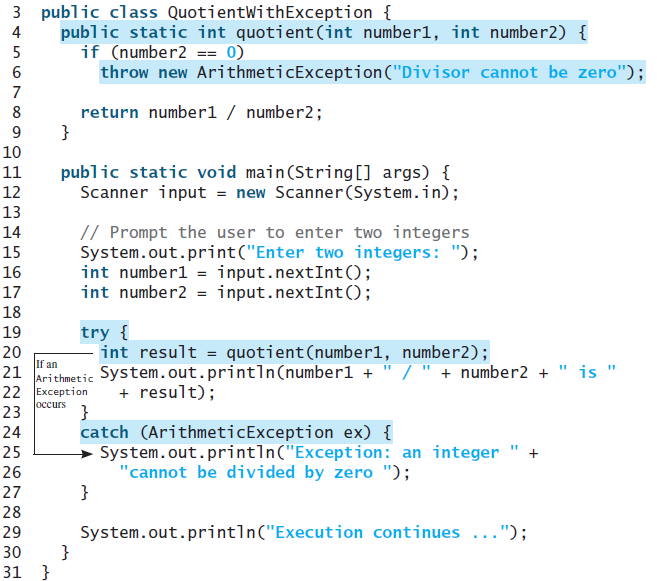 3 public class QuotientWithException {
4   public static int quotient(int number1, int number2) {
5     if (number2 == 0)
6       throw new ArithmeticException("Divisor cannot be zero");
7
8     return number1 / number2;
9   }
10
11   public static void main(String[] args) {
12     Scanner input = new Scanner(System.in);
13
14     // Prompt the user to enter two integers
15     System.out.print("Enter two integers: ");
16     int number1 = input.nextInt();
17     int number2 = input.nextInt();
18
19     try {
20       int result = quotient(number1, number2);
21       System.out.println(number1 + " / " + number2 + " is "
22         + result);
23     }
24     catch (ArithmeticException ex) {
25       System.out.println("Exception: an integer " +
26         "cannot be divided by zero ");
27     }
28
29     System.out.println("Execution continues ...");
30   }
31 }
If an
Arithmetic
Exception
occurs